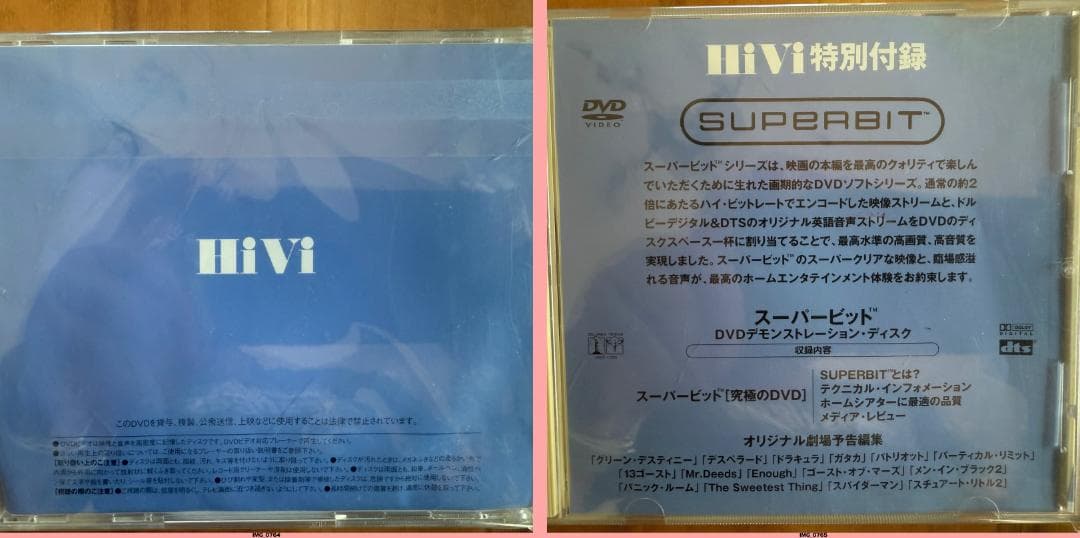 HiVi
このDVDを貸与、複製、公衆送信、上映などに使用することは法律で禁止されています。
IMG_0764
HiVi特別付録
DVD
VIDEO
SUPERBIT™
スーパービット™シリーズは、映画の本編を最高のクォリティで楽しん
でいただくために生れた画期的なDVDソフトシリーズ。通常の約2
倍にあたるハイ・ビットレートでエンコードした映像ストリームと、ドル
ビーデジタル&DTSのオリジナル英語音声ストリームをDVDのディ
スクスペース一杯に割り当てることで、最高水準の高画質、高音質を
実現しました。スーパービット™のスーパークリアな映像と、臨場感溢
れる音声が、最高のホームエンタテインメント体験をお約束します。
スーパービット™
DVDデモンストレーション・ディスク™
収録内容
DOLBY
DIGITAL
dts
スーパービット™[究極のDVD]
SUPERBIT™とは?
テクニカル・インフォメーション
ホームシアターに最適の品質
メディア・レビュー
オリジナル劇場予告編集
「グリーン・デスティニー」「デスペラード」「ドラキュラ」「ガタカ」「パトリオット」「バーティカル・リミット」
「13ゴースト」「Mr.Deeds」「Enough」「ゴースト・オブ・マーズ」「メン・イン・ブラック2」
「パニック・ルーム」「The Sweetest Thing」「スパイダーマン」「スチュアート・リトル2」
IMG_0765